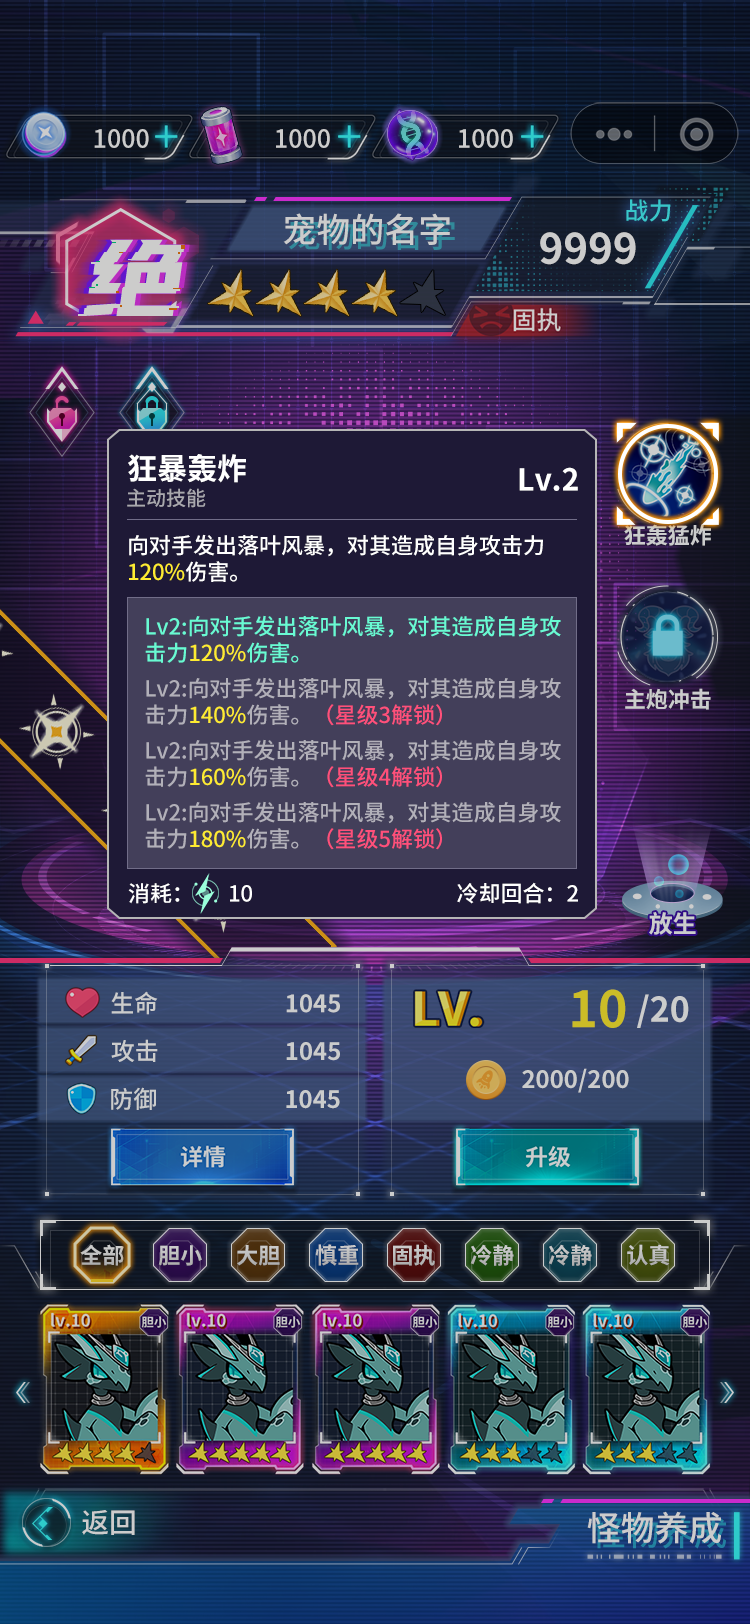 1000
1000
1000
绝
宠物的名字
战力
9999
固执
狂暴轰炸
主动技能
Lv.2
向对手发出落叶风暴，对其造成自身攻击力
120%伤害。
Lv2:向对手发出落叶风暴，对其造成自身攻
击力120%伤害。
Lv2:向对手发出落叶风暴，对其造成自身攻
击力140%伤害。（星级3解锁）
Lv2:向对手发出落叶风暴，对其造成自身攻
击力160%伤害。（星级4解锁）
Lv2:向对手发出落叶风暴，对其造成自身攻
击力180%伤害。（星级5解锁）
消耗： 10
冷却回合：2
狂轰猛炸
主炮冲击
放生
生命 1045
攻击 1045
防御 1045
详情
LV. 10 /20
2000/200
升级
全部 胆小 大胆 慎重 固执 冷静 冷静 认真
lv.10 胆小
lv.10 胆小
lv.10 胆小
lv.10 胆小
lv.10 胆小
返回
怪物养成